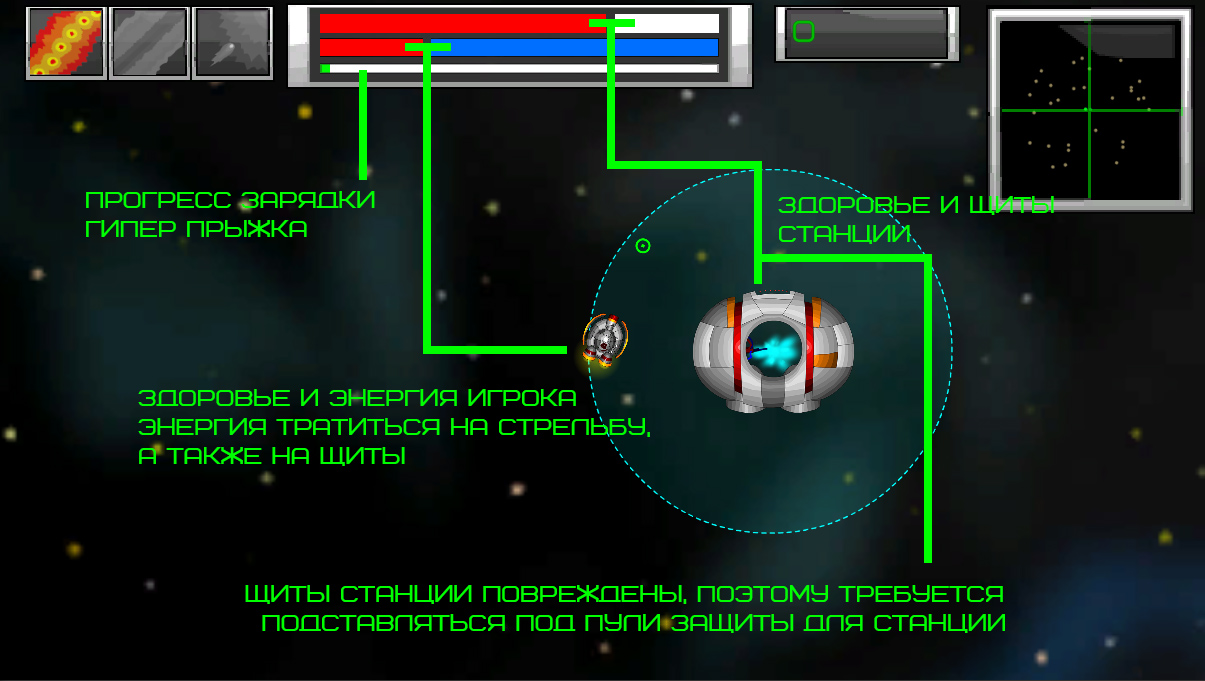 ПРОГРЕСС ЗАРЯДКИ
ГИПЕР ПРЫЖКА
ЗДОРОВЬЕ И ЩИТЫ
СТАНЦИИ
ЗДОРОВЬЕ И ЭНЕРГИЯ ИГРОКА
ЭНЕРГИЯ ТРАТИТЬСЯ НА СТРЕЛЬБУ,
А ТАКЖЕ НА ЩИТЫ
ЩИТЫ СТАНЦИИ ПОВРЕЖДЕНЫ, ПОЭТОМУ ТРЕБУЕТСЯ
ПОДСТАВЛЯТЬСЯ ПОД ПУЛИ ЗАЩИТЫ ДЛЯ СТАНЦИИ